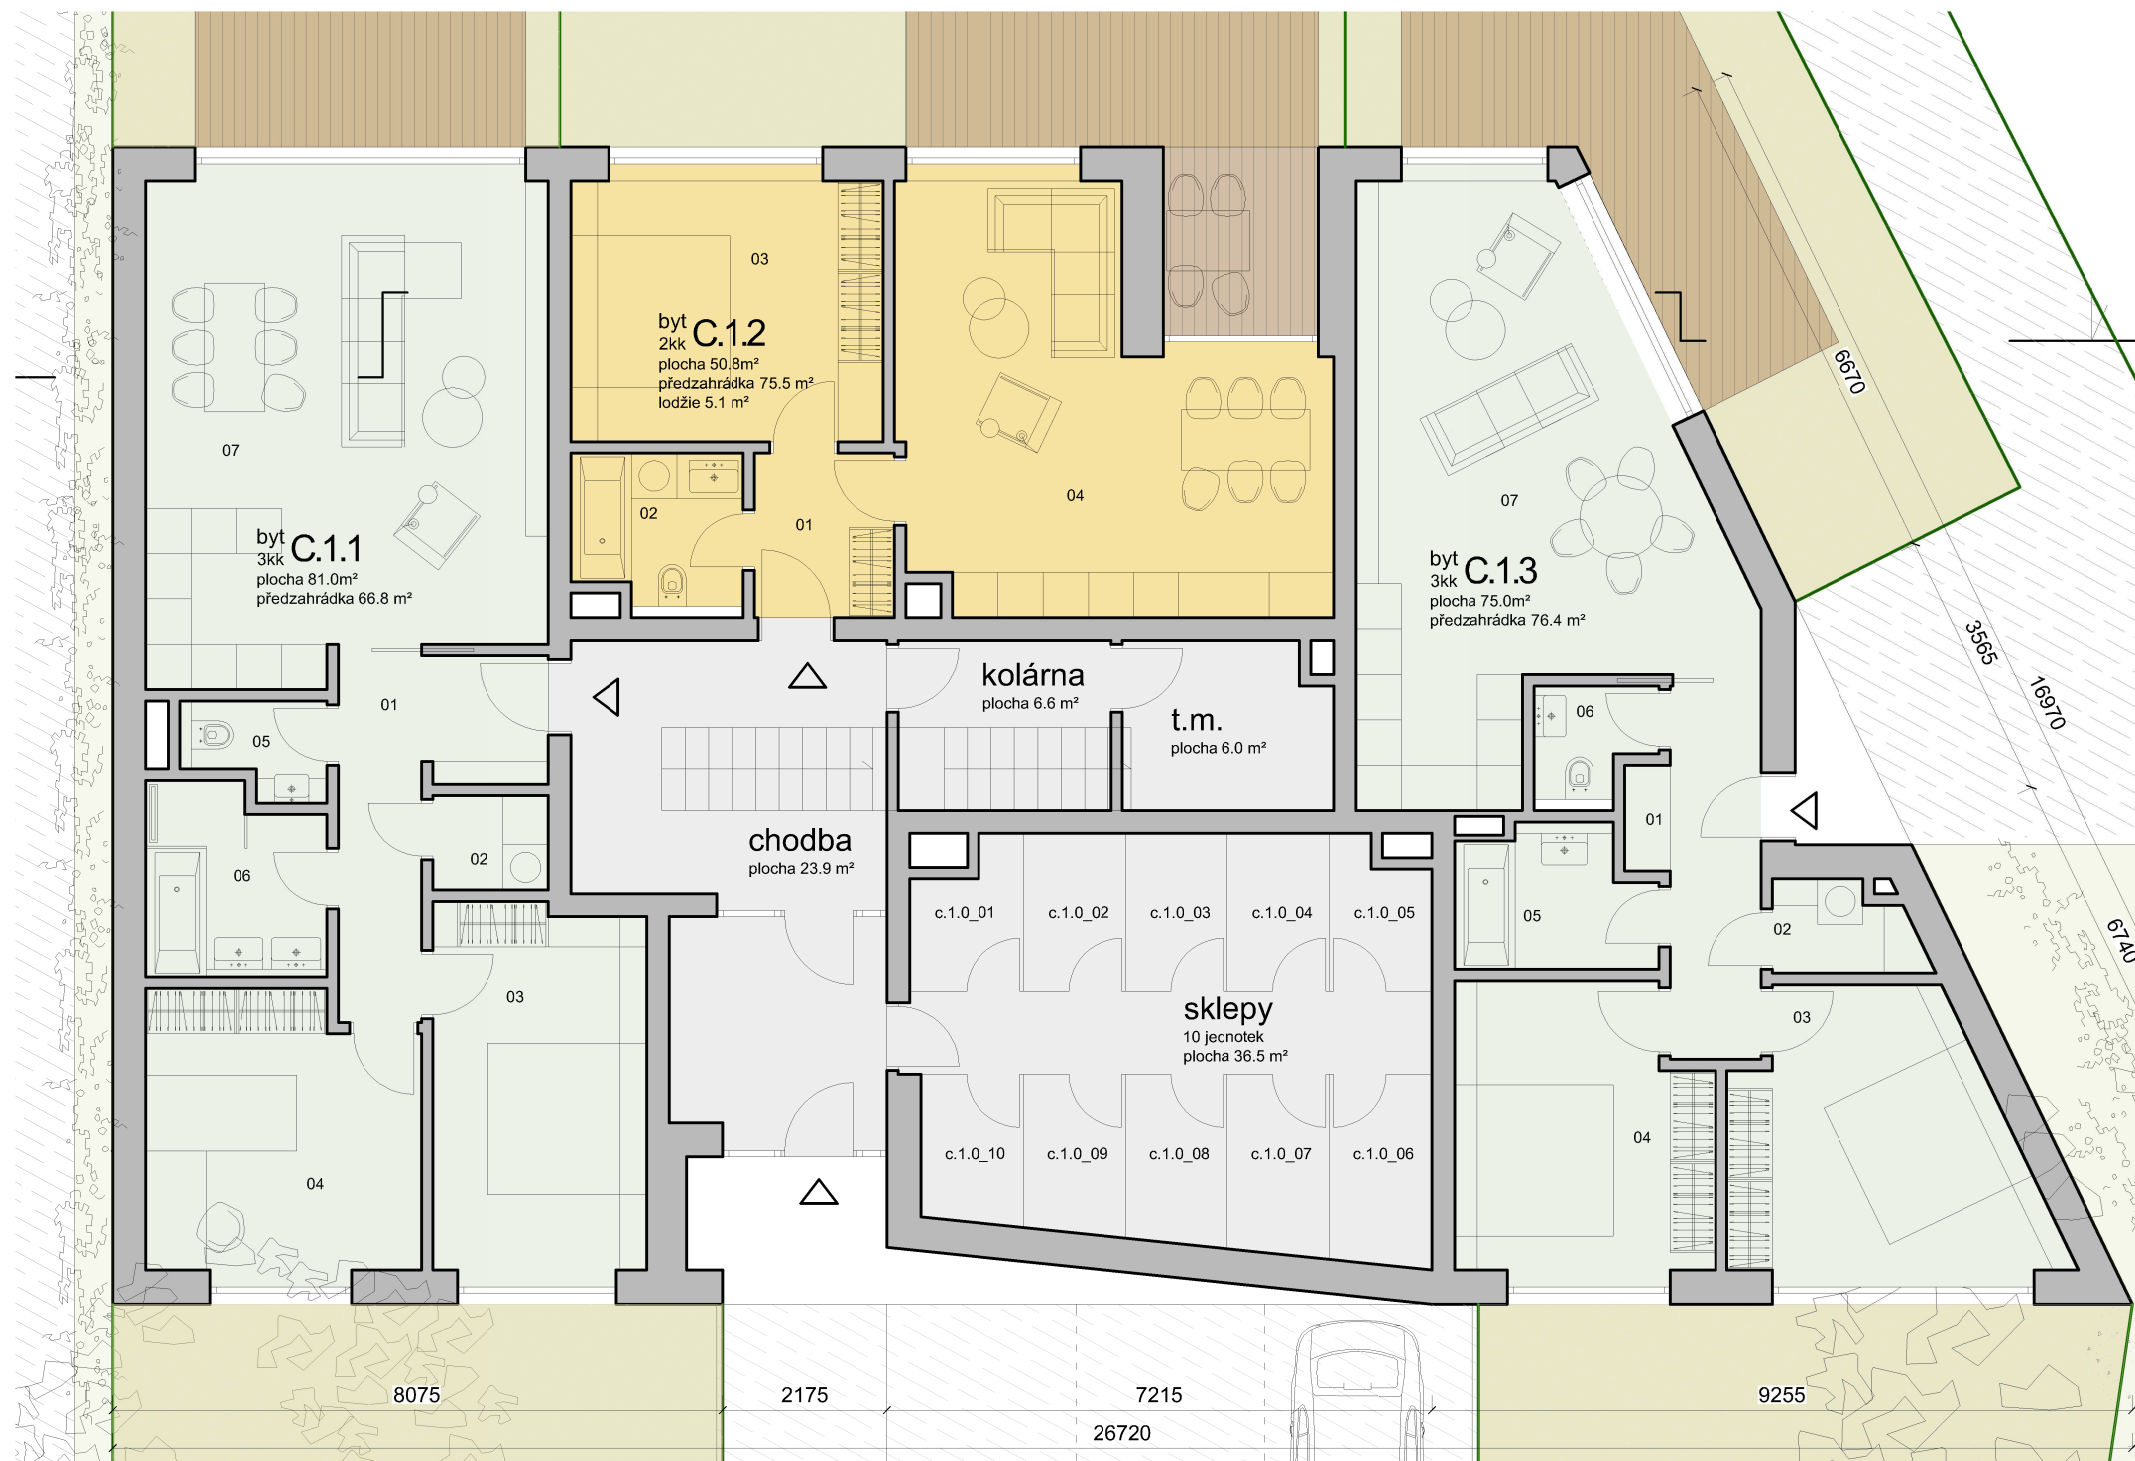 03
byt
2kk C.1.2
plocha 50.8m²
předzahrádka 75.5 m²
lodžie 5.1 m²
07
02
01
04
byt
3kk C.1.1
plocha 81.0m²
předzahrádka 66.8 m²
07
byt
3kk C.1.3
plocha 75.0m²
předzahrádka 76.4 m²
6670
3565
16970
6740
01
05
02
06
03
04
kolárna
plocha 6.6 m²
t.m.
plocha 6.0 m²
chodba
plocha 23.9 m²
c.1.0_01
c.1.0_02
c.1.0_03
c.1.0_04
c.1.0_05
sklepy
10 jecnotek
plocha 36.5 m²
c.1.0_10
c.1.0_09
c.1.0_08
c.1.0_07
c.1.0_06
06
01
05
02
03
04
8075
2175
7215
9255
26720